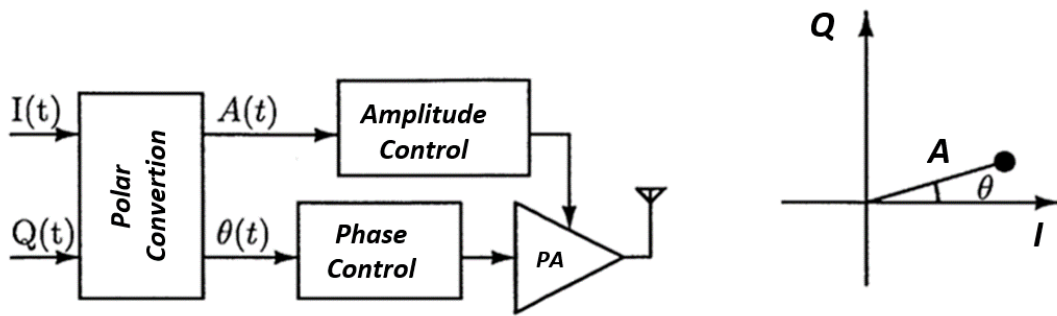 I(t)
Q(t)
Polar
Convertion
A(t)
θ(t)
Amplitude
Control
Phase
Control
PA
Q
A
θ
I